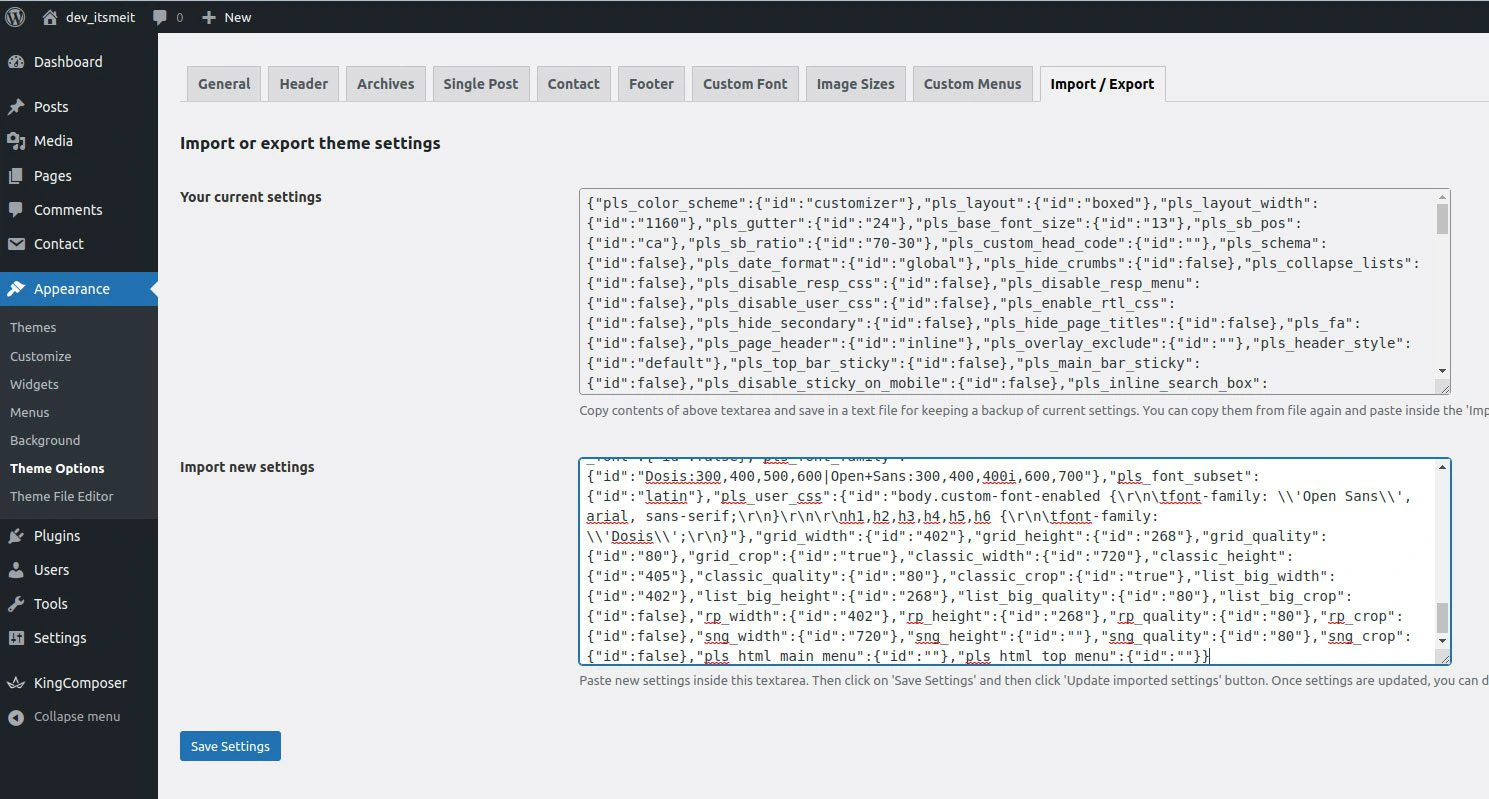 dev_itsmeit 0 New
Dashboard
Posts
Media
Pages
Comments
Contact
Appearance
Themes
Customize
Widgets
Menus
Background
Theme Options
Theme File Editor
Plugins
Users
Tools
Settings
KingComposer
Collapse menu
General Header Archives Single Post Contact Footer Custom Font Image Sizes Custom Menus Import / Export
Import or export theme settings
Your current settings
{"pls_color_scheme":{"id":"customizer"},"pls_layout":{"id":"boxed"},"pls_layout_width":
{"id":"1160"},"pls_gutter":{"id":"24"},"pls_base_font_size":{"id":"13"},"pls_sb_pos":
{"id":"ca"},"pls_sb_ratio":{"id":"70-30"},"pls_custom_head_code":{"id":""},"pls_schema":
{"id":false},"pls_date_format":{"id":"global"},"pls_hide_crumbs":{"id":false},"pls_collapse_lists":
{"id":false},"pls_disable_resp_css":{"id":false},"pls_disable_resp_menu":
{"id":false},"pls_disable_user_css":{"id":false},"pls_enable_rtl_css":
{"id":false},"pls_hide_secondary":{"id":false},"pls_hide_page_titles":{"id":false},"pls_fa":
{"id":false},"pls_page_header":{"id":"inline"},"pls_overlay_exclude":{"id":""},"pls_header_style":
{"id":"default"},"pls_top_bar_sticky":{"id":false},"pls_main_bar_sticky":
{"id":false},"pls_disable_sticky_on_mobile":{"id":false},"pls_inline_search_box":
Copy contents of above textarea and save in a text file for keeping a backup of current settings. You can copy them from file again and paste inside the 'Imp
Import new settings
_font":{"id":false},"pls_font_family":
{"id":"Dosis:300,400,500,600|Open+Sans:300,400,400i,600,700"},"pls_font_subset":
{"id":"latin"},"pls_user_css":{"id":"body.custom-font-enabled {\r\n\tfont-family: \\'Open Sans\\',
arial, sans-serif;\r\n}\r\n\r\nh1,h2,h3,h4,h5,h6 {\r\n\tfont-family:
\\'Dosis\\';\r\n}"},"grid_width":{"id":"402"},"grid_height":{"id":"268"},"grid_quality":
{"id":"80"},"grid_crop":{"id":"true"},"classic_width":{"id":"720"},"classic_height":
{"id":"405"},"classic_quality":{"id":"80"},"classic_crop":{"id":"true"},"list_big_width":
{"id":"402"},"list_big_height":{"id":"268"},"list_big_quality":{"id":"80"},"list_big_crop":
{"id":false},"rp_width":{"id":"402"},"rp_height":{"id":"268"},"rp_quality":{"id":"80"},"rp_crop":
{"id":false},"sng_width":{"id":"720"},"sng_height":{"id":""},"sng_quality":{"id":"80"},"sng_crop":
{"id":false},"pls_html_main_menu":{"id":""},"pls_html_top_menu":{"id":""}}
Paste new settings inside this textarea. Then click on 'Save Settings' and then click 'Update imported settings' button. Once settings are updated, you can d
Save Settings